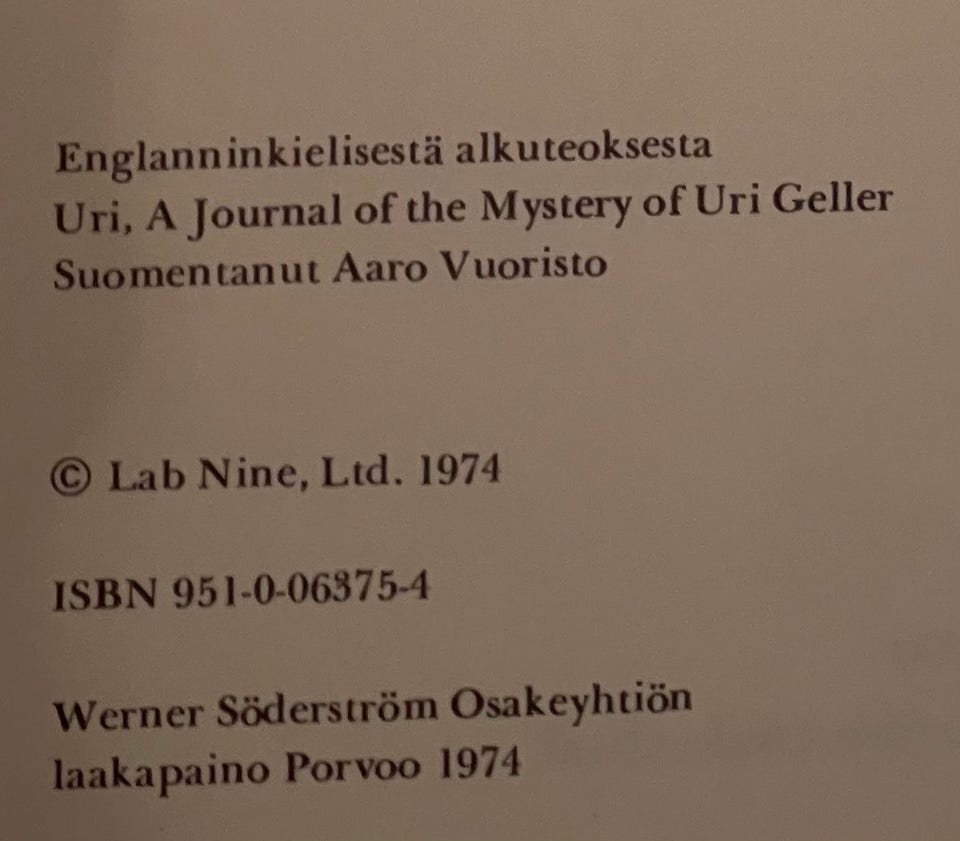 Englanninkielisestä alkuteoksesta
Uri, A Journal of the Mystery of Uri Geller
Suomentanut Aaro Vuoristo
© Lab Nine, Ltd. 1974
ISBN 951-0-06375-4
Werner Söderström Osakeyhtiön
laakapaino Porvoo 1974